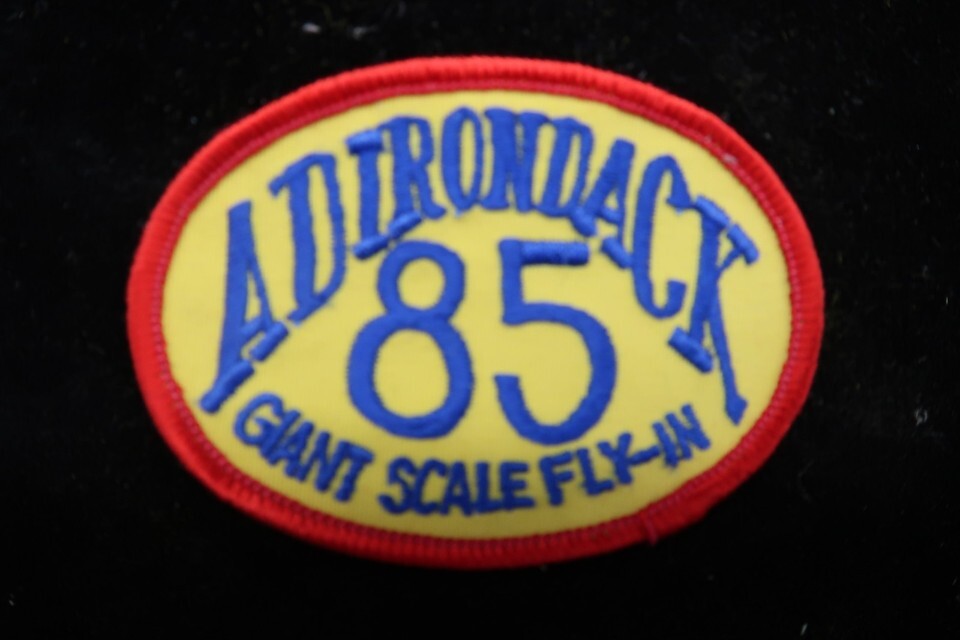 ADIRONDACK
85
GIANT SCALE FLY-IN